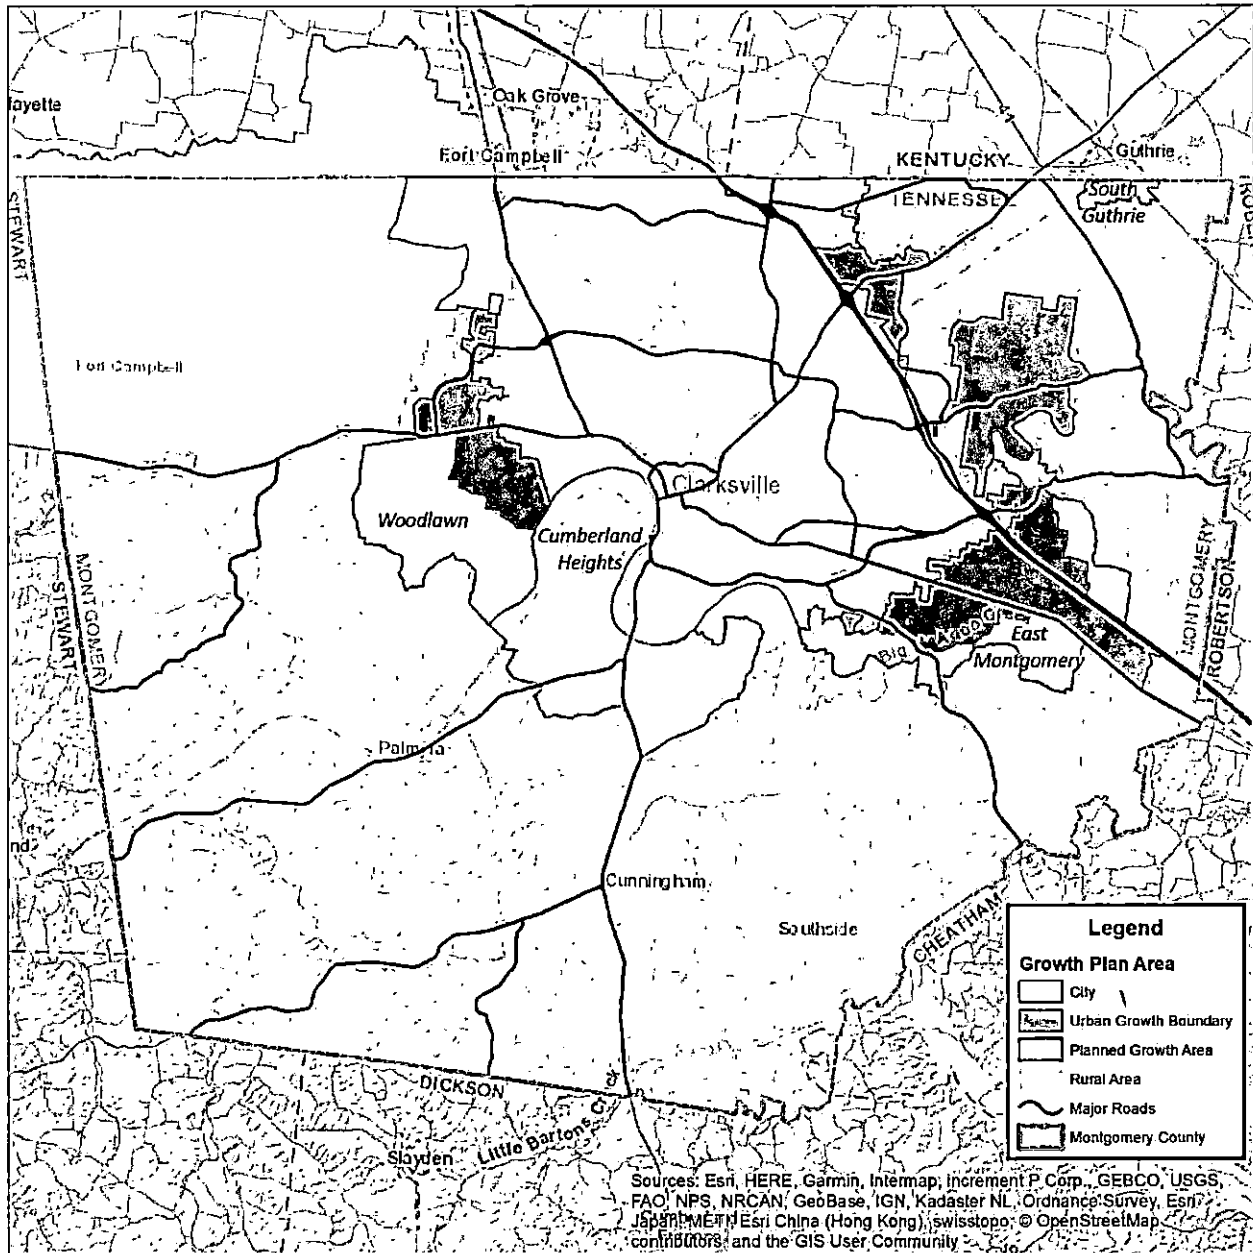 fayette
Oak Grove
Fort Campbell
KENTUCKY
Guthrie
41
STEWART
TENNESSEE
South
Guthrie
Fort Campbell
Clarksville
Woodlawn
Cumberland
Heights
MONTGOMERY
STEWART
MONTGOMERY
ROBERTSON
Big
East
Montgomery
Palmyra
Cunningham
Southside
CHEATHAM
DICKSON
Slayden
Little Bartons Creek
Legend
Growth Plan Area
City
Urban Growth Boundary
Planned Growth Area
Rural Area
Major Roads
Montgomery County
Sources: Esri, HERE, Garmin, Intermap, increment P Corp., GEBCO, USGS,
FAO, NPS, NRCAN, GeoBase, IGN, Kadaster NL, Ordnance Survey, Esri
Japan, METI, Esri China (Hong Kong), swisstopo, © OpenStreetMap
contributors, and the GIS User Community